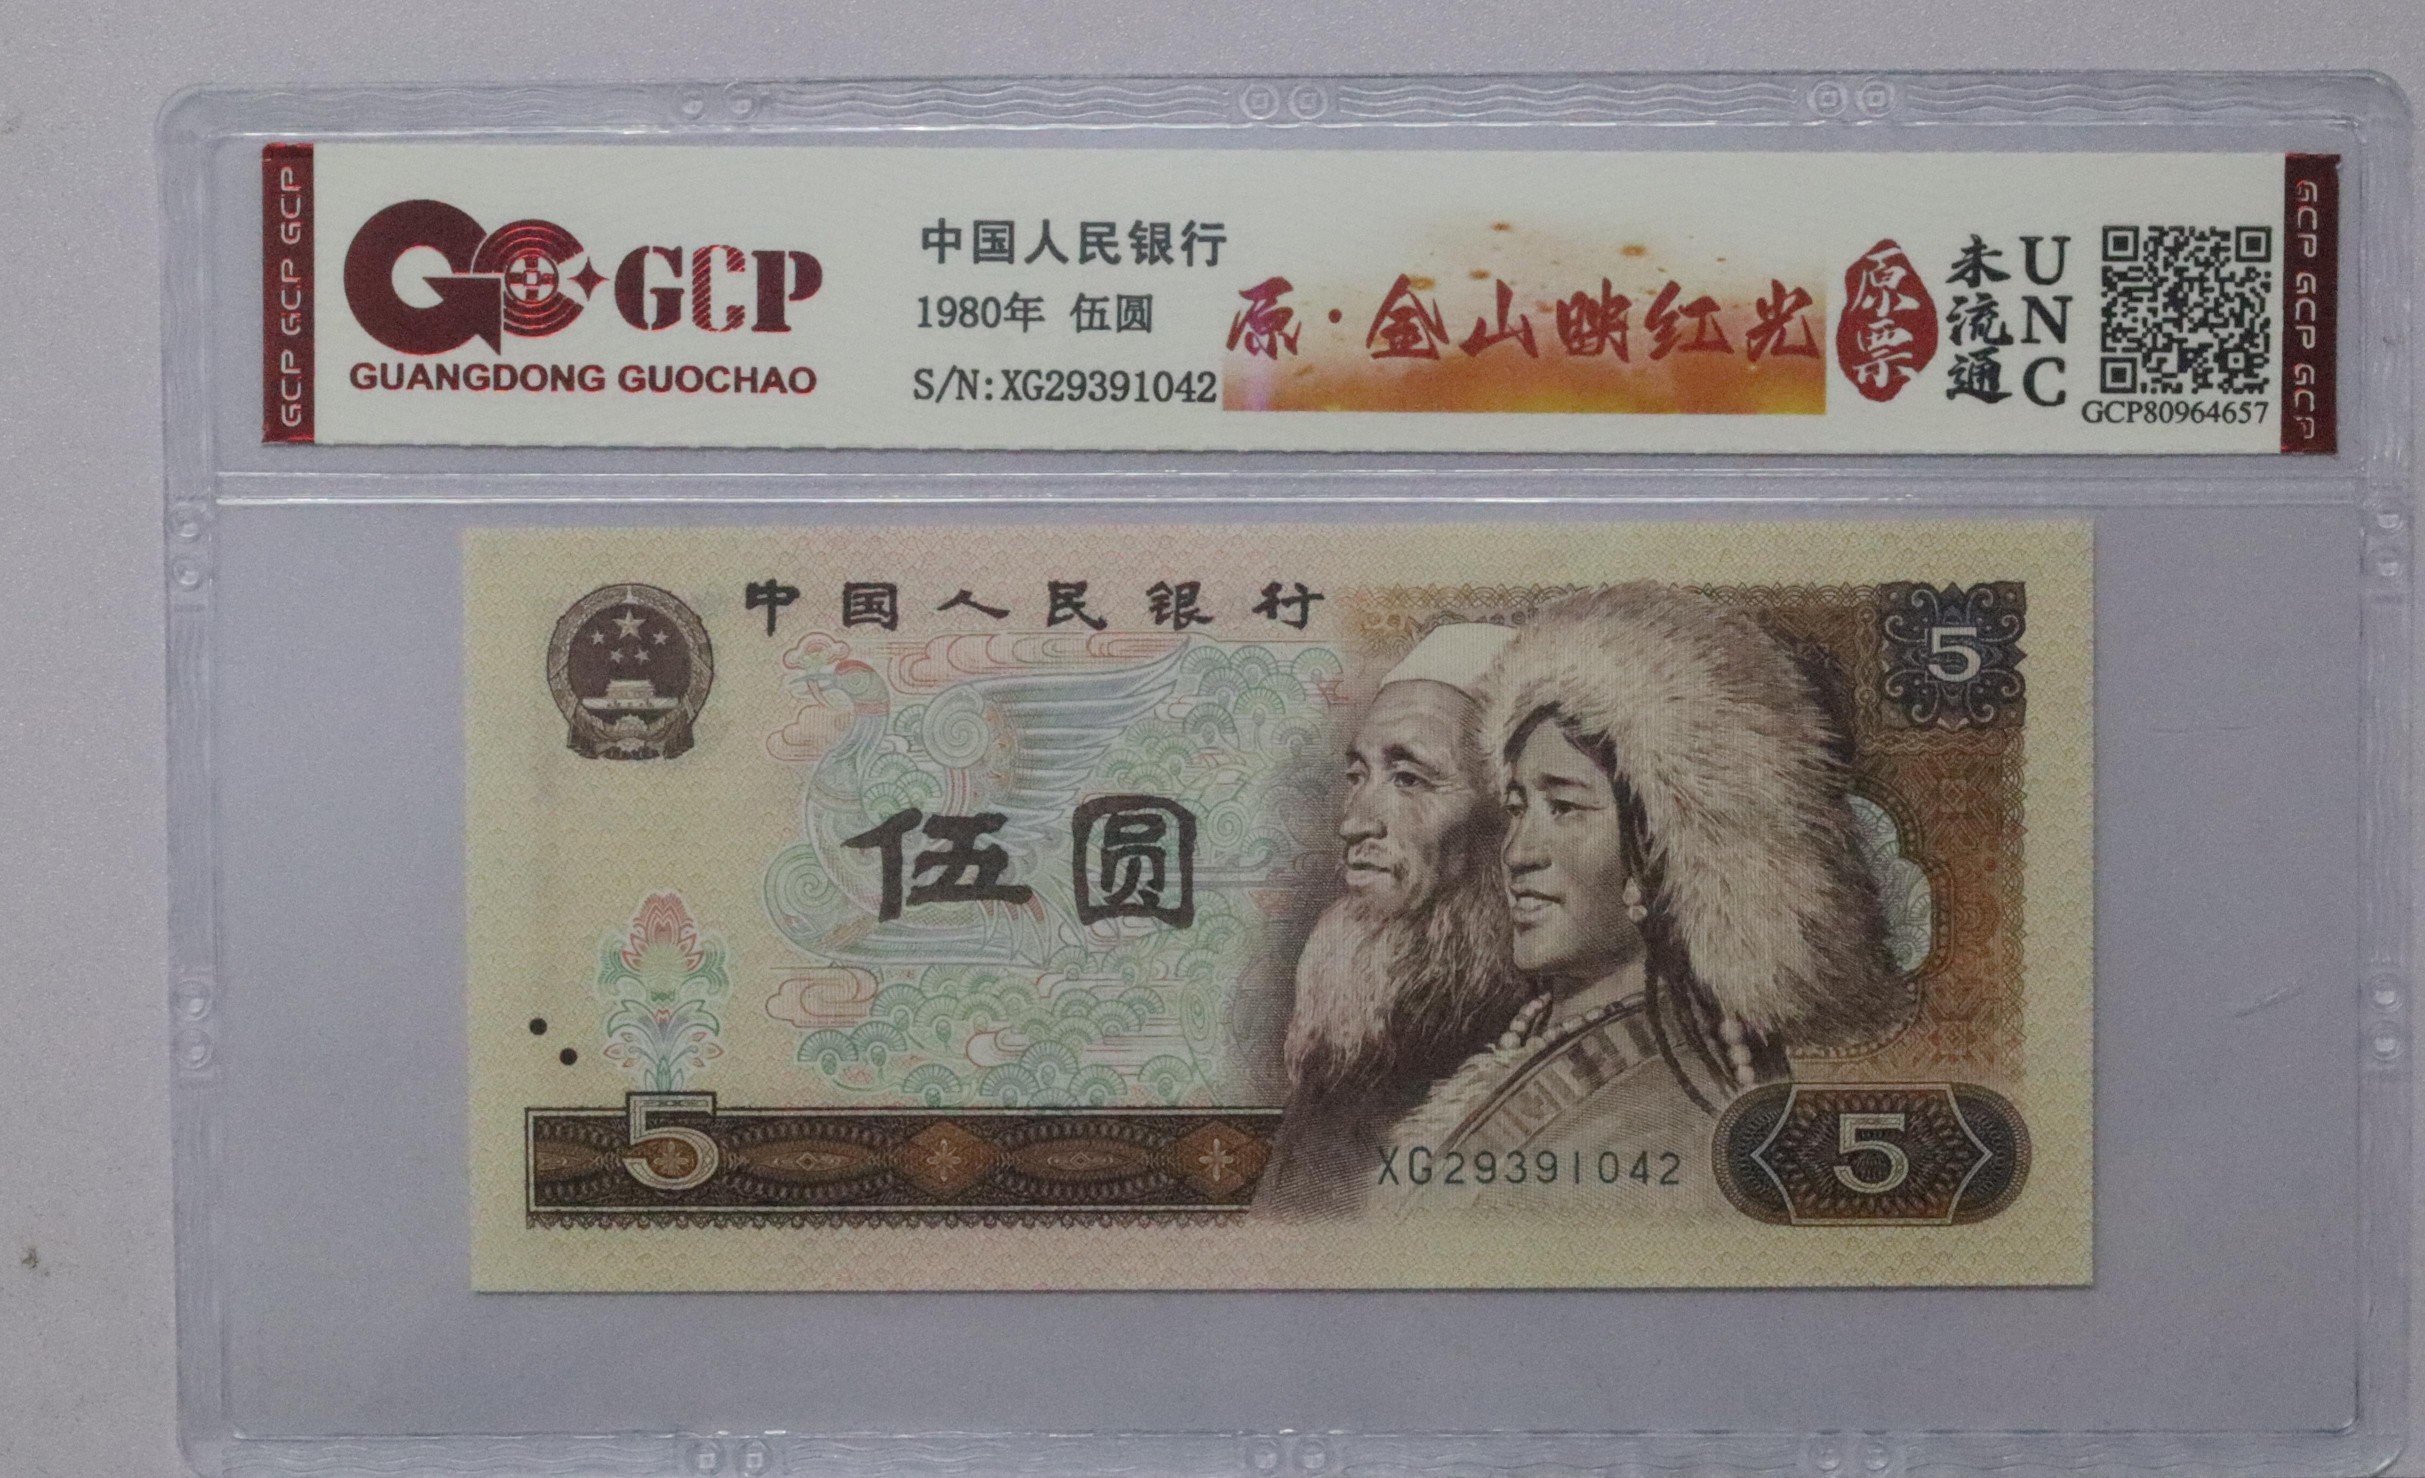 GCP GCP GCP
GCP
GUANGDONG GUOCHAO
中国人民银行
1980年 伍圆
S/N: XG29391042
原·金山映红光
原票
未流通
UNC
GCP80964657
GCP GCP GCP
中国人民银行
5
伍圆
5
XG29391042
5